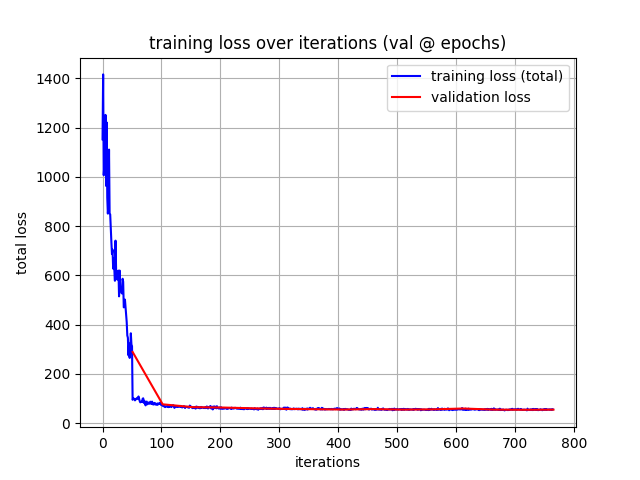 training loss over iterations (val @ epochs)
training loss (total)
validation loss
total loss
1400
1200
1000
800
600
400
200
0
0 100 200 300 400 500 600 700 800
iterations